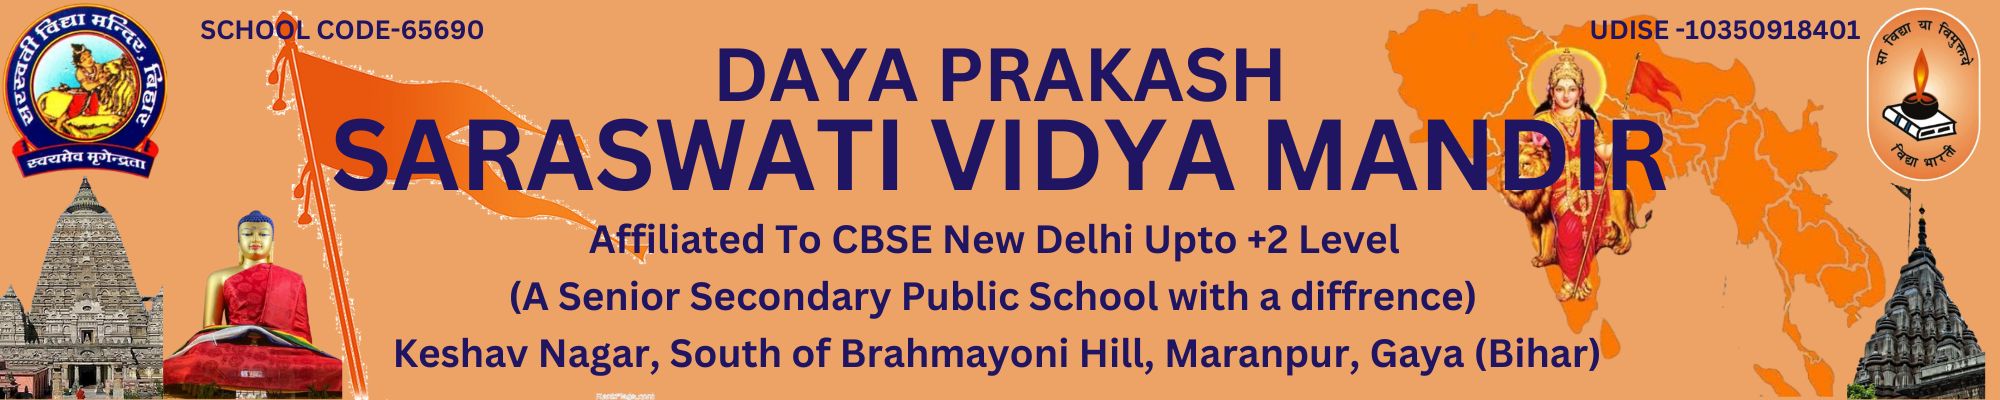 सरस्वती विद्या मन्दिर, बिहार
स्वयमेव मृगेन्द्रता
SCHOOL CODE-65690
UDISE -10350918401
सा विद्या या विमुक्तये
विद्या भारती
DAYA PRAKASH
SARASWATI VIDYA MANDIR
Affiliated To CBSE New Delhi Upto +2 Level
(A Senior Secondary Public School with a diffrence)
Keshav Nagar, South of Brahmayoni Hill, Maranpur, Gaya (Bihar)